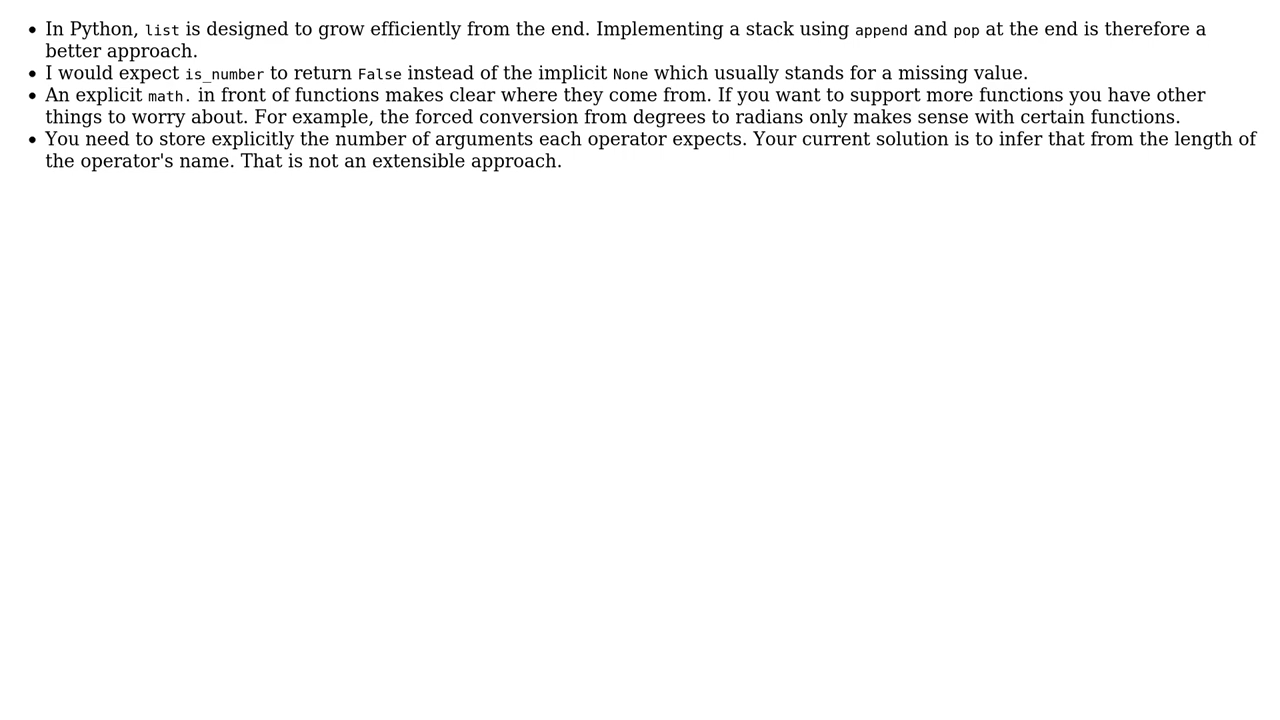 • In Python, list is designed to grow efficiently from the end. Implementing a stack using append and pop at the end is therefore a
better approach.
• I would expect is_number to return False instead of the implicit None which usually stands for a missing value.
• An explicit math. in front of functions makes clear where they come from. If you want to support more functions you have other
things to worry about. For example, the forced conversion from degrees to radians only makes sense with certain functions.
• You need to store explicitly the number of arguments each operator expects. Your current solution is to infer that from the length of
the operator's name. That is not an extensible approach.